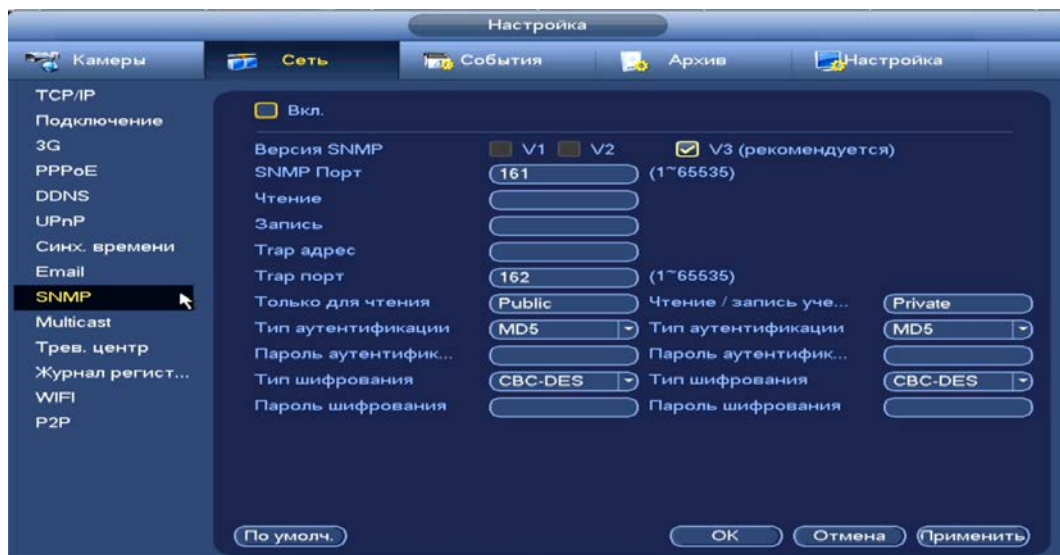 Настройка
Камеры Сеть События Архив Настройка
TCP/IP
Подключение
3G
PPPoE
DDNS
UPnP
Синх. времени
Email
SNMP
Multicast
Трев. центр
Журнал регист...
WIFI
P2P
Вкл.
Версия SNMP V1 V2 V3 (рекомендуется)
SNMP Порт 161 (1~65535)
Чтение
Запись
Trap адрес
Trap порт 162 (1~65535)
Только для чтения Public Чтение / запись уче... Private
Тип аутентификации MD5 Тип аутентификации MD5
Пароль аутентифик... Пароль аутентифик...
Тип шифрования CBC-DES Тип шифрования CBC-DES
Пароль шифрования Пароль шифрования
По умолч. OK Отмена Применить